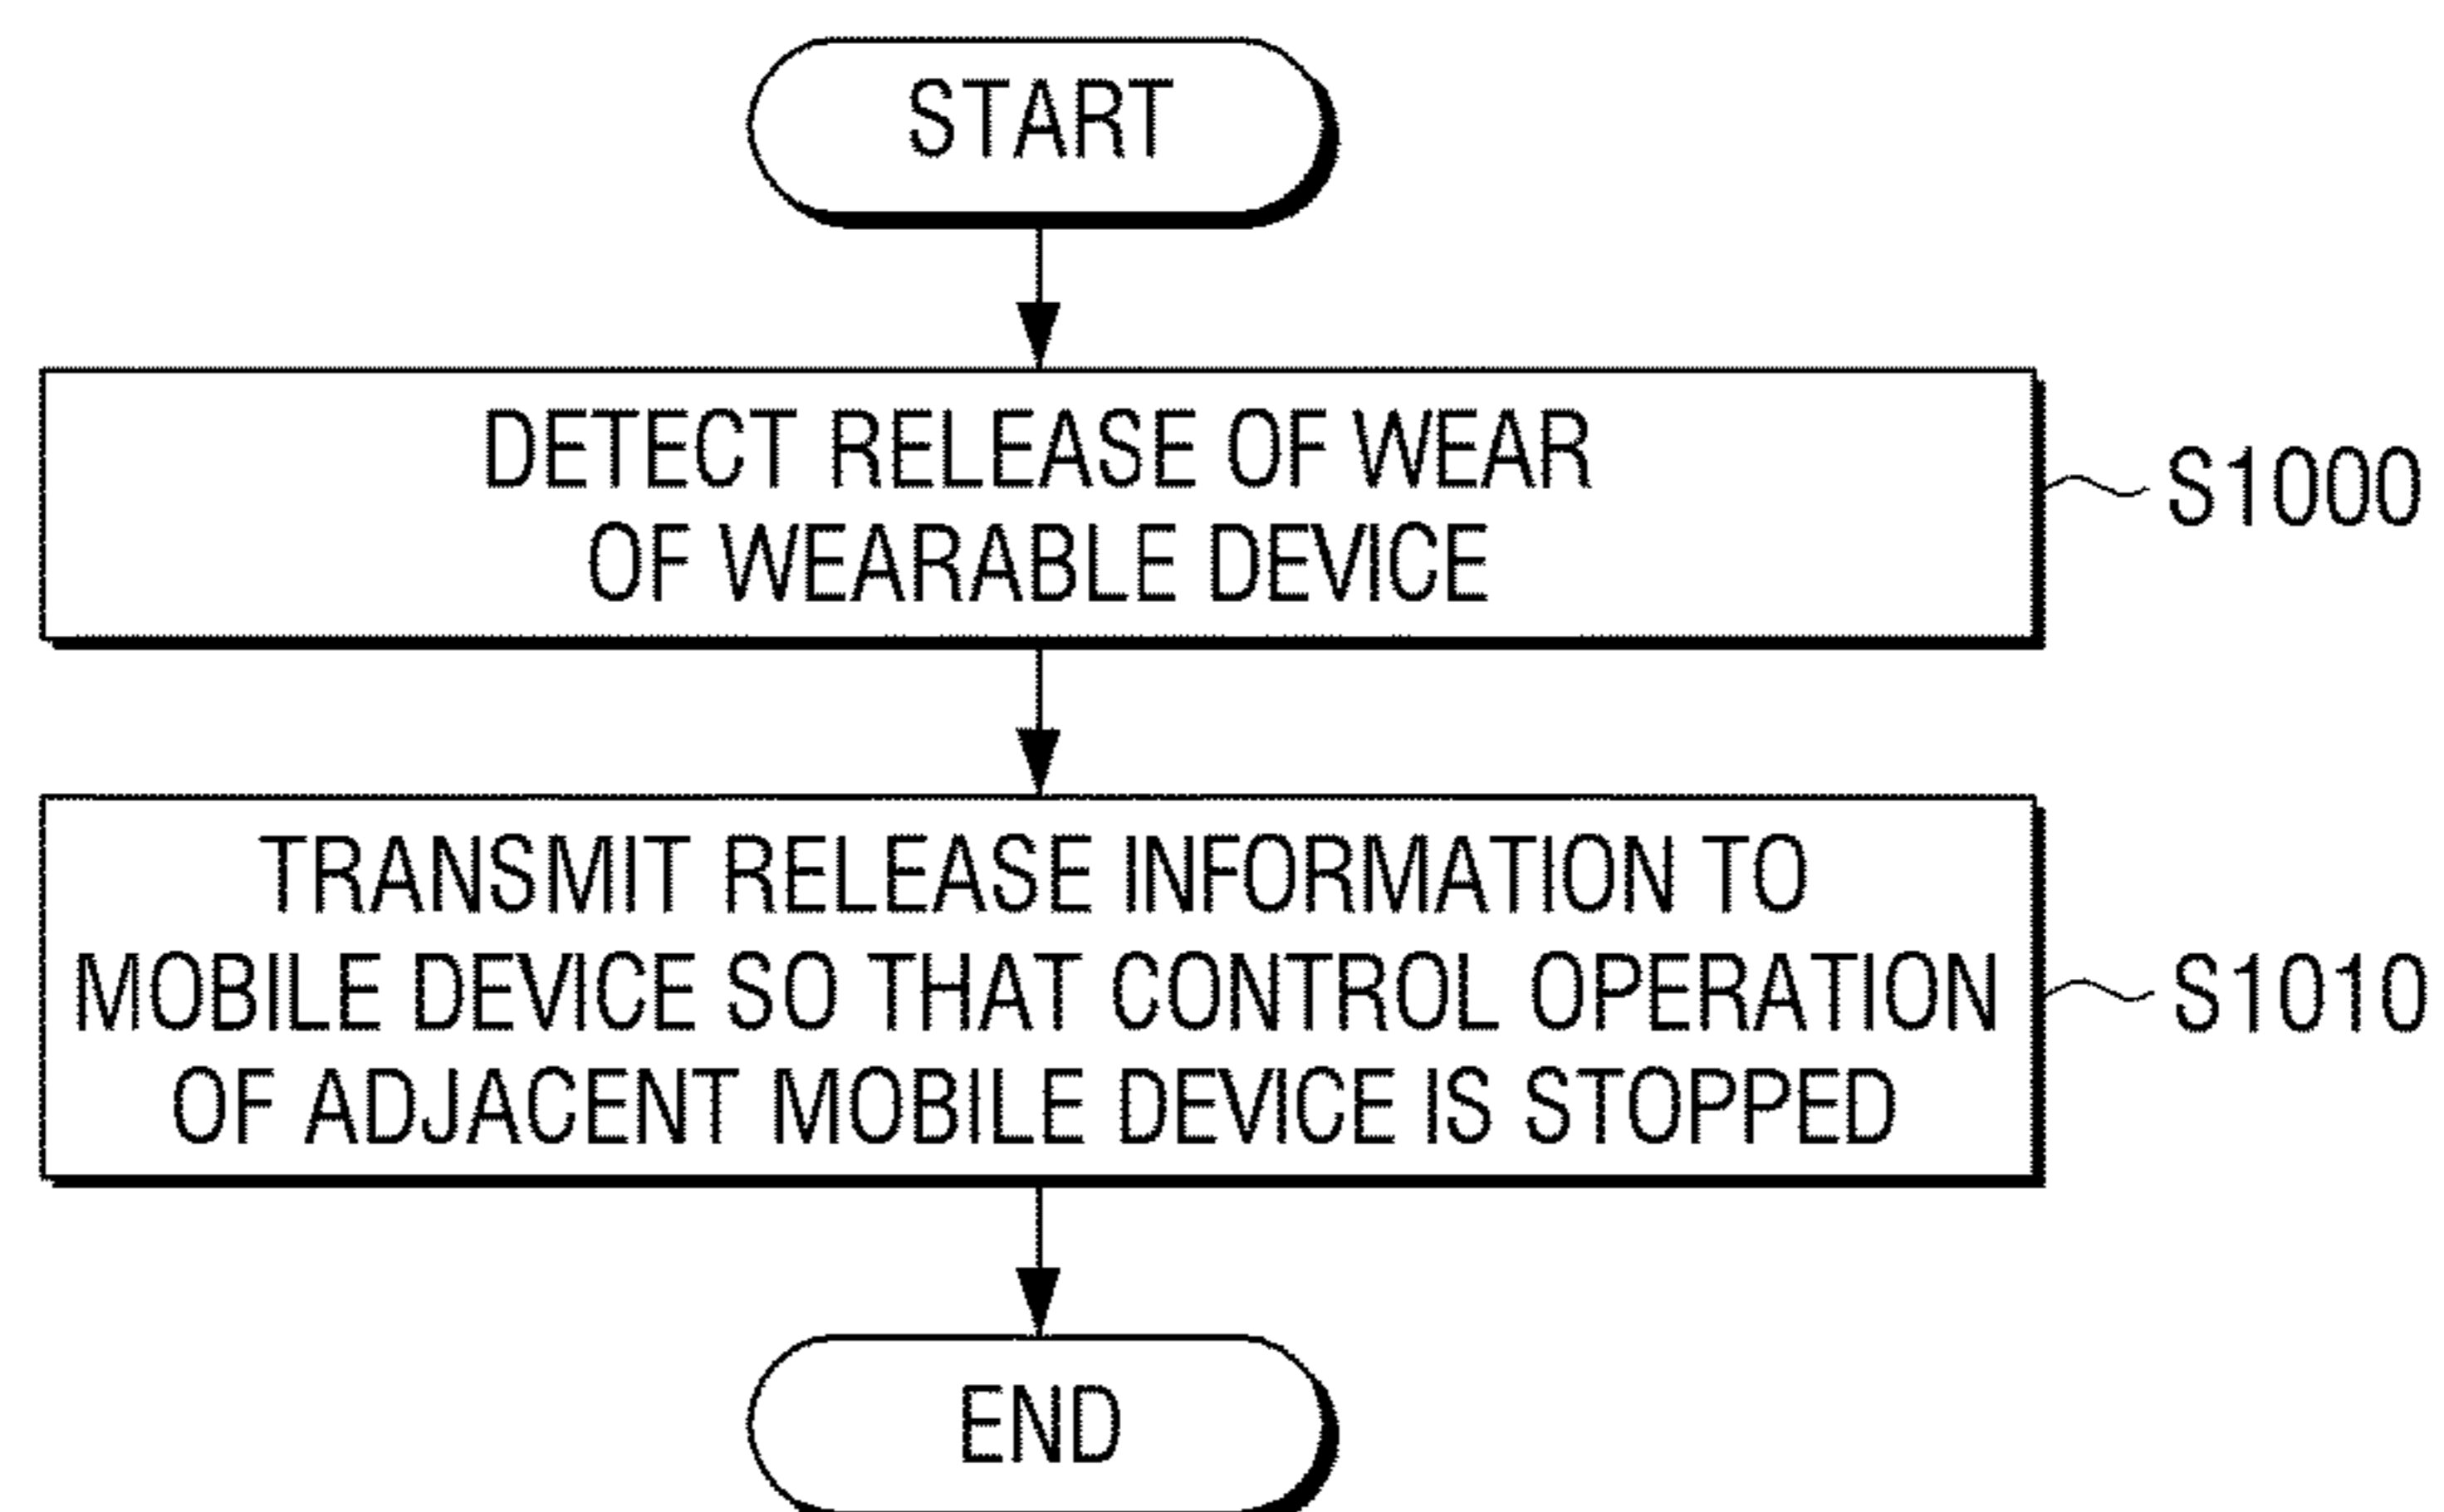 START
DETECT RELEASE OF WEAR
OF WEARABLE DEVICE
S1000
TRANSMIT RELEASE INFORMATION TO
MOBILE DEVICE SO THAT CONTROL OPERATION
OF ADJACENT MOBILE DEVICE IS STOPPED
S1010
END